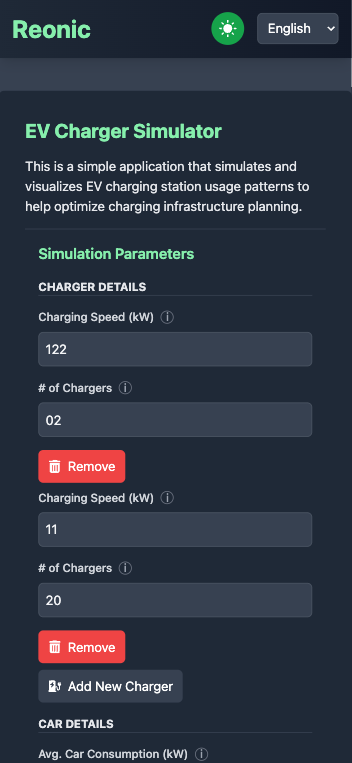 Reonic
English
EV Charger Simulator
This is a simple application that simulates and
visualizes EV charging station usage patterns to
help optimize charging infrastructure planning.
Simulation Parameters
CHARGER DETAILS
Charging Speed (kW)
122
# of Chargers
02
Remove
Charging Speed (kW)
11
# of Chargers
20
Remove
Add New Charger
CAR DETAILS
Avg. Car Consumption (kW)